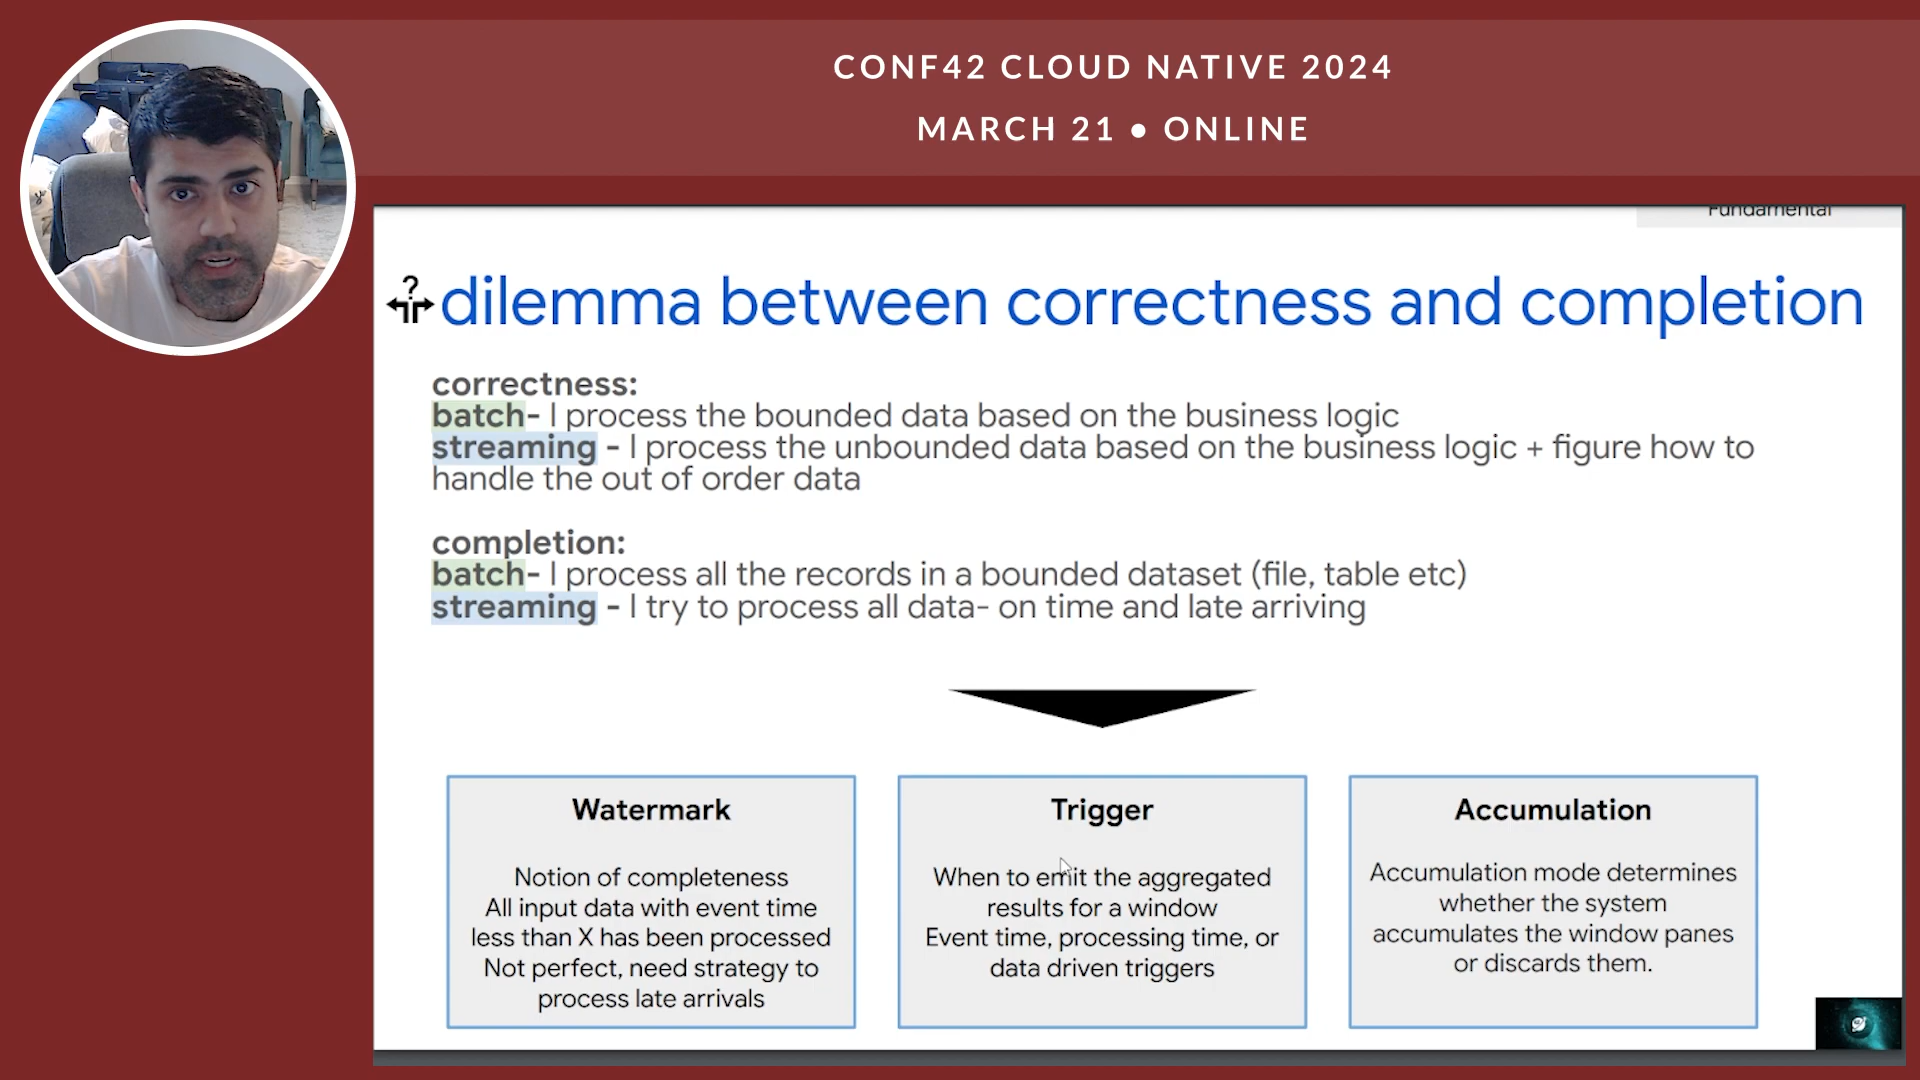 CONF42 CLOUD NATIVE 2024
MARCH 21 • ONLINE
Fundamental
dilemma between correctness and completion
correctness:
batch- I process the bounded data based on the business logic
streaming - I process the unbounded data based on the business logic + figure how to
handle the out of order data
completion:
batch- I process all the records in a bounded dataset (file, table etc)
streaming - I try to process all data- on time and late arriving
Watermark
Notion of completeness
All input data with event time
less than X has been processed
Not perfect, need strategy to
process late arrivals
Trigger
When to emit the aggregated
results for a window
Event time, processing time, or
data driven triggers
Accumulation
Accumulation mode determines
whether the system
accumulates the window panes
or discards them.